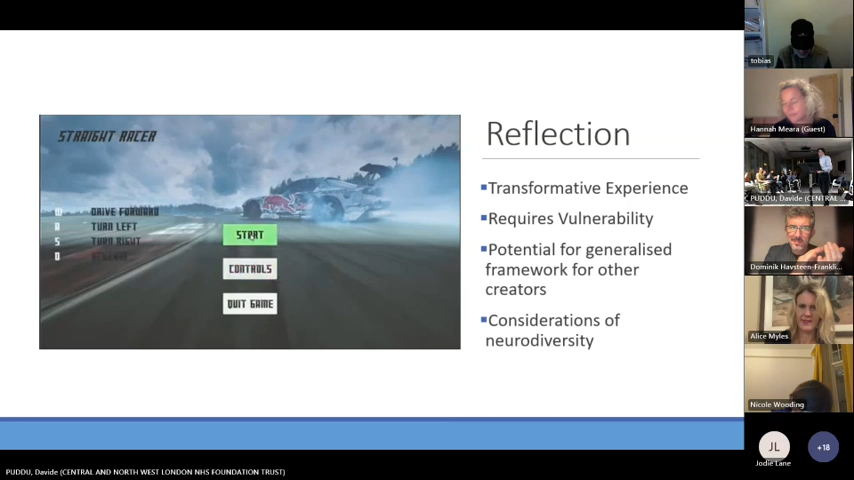 STRAIGHT RACER
W DRIVE FORWARD
A TURN LEFT
S TURN RIGHT
D
START
CONTROLS
QUIT GAME
Reflection
▪Transformative Experience
▪Requires Vulnerability
▪Potential for generalised
framework for other
creators
▪Considerations of
neurodiversity
tobias
Hannah Meara (Guest)
PUDDU, Davide (CENTRAL ...
Dominik Havsteen-Frankli...
Alice Myles
Nicole Wooding
JL
+18
Jodie Lane
PUDDU, Davide (CENTRAL AND NORTH WEST LONDON NHS FOUNDATION TRUST)